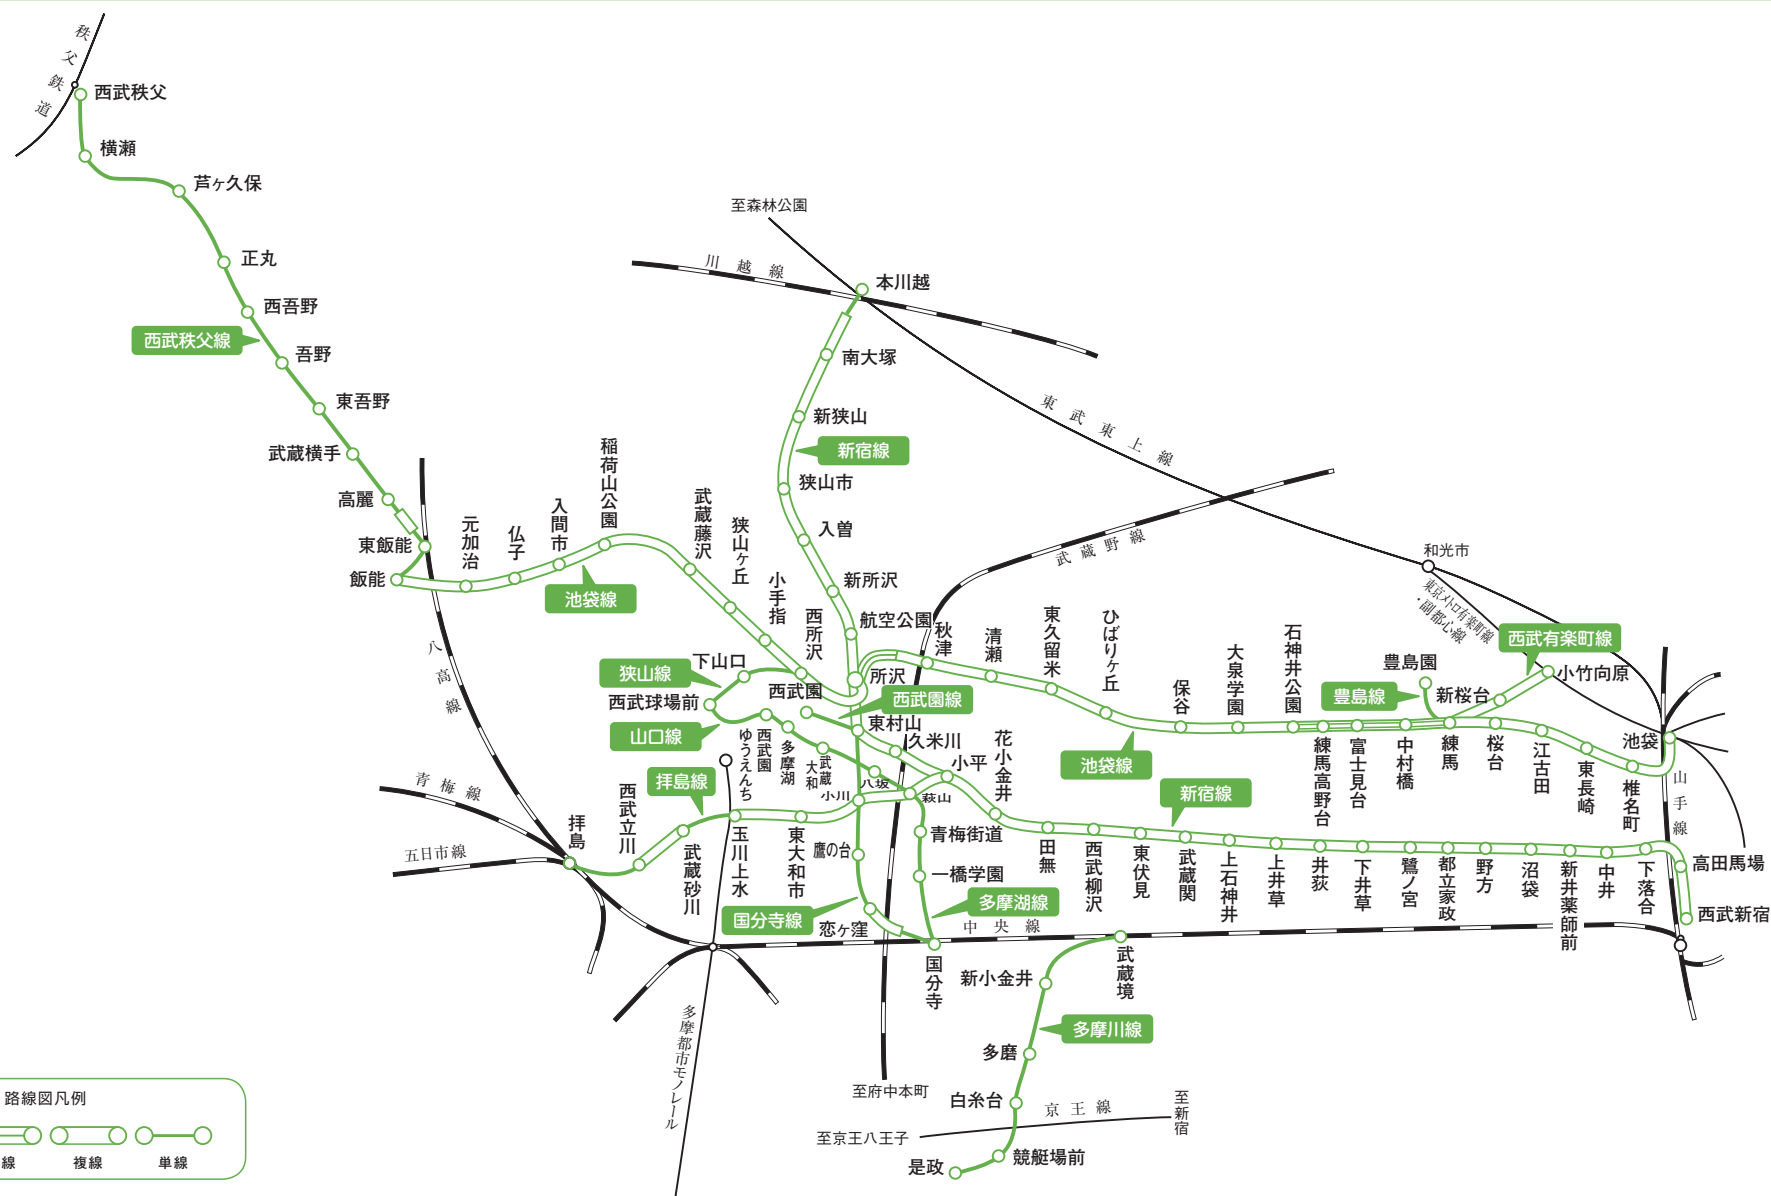 秩父鉄道
西武秩父
横瀬
芦ヶ久保
正丸
西吾野
西武秩父線
吾野
東吾野
武蔵横手
高麗
東飯能
飯能
元加治
仏子
入間市
稲荷山公園
池袋線
武蔵藤沢
狭山ヶ丘
小手指
西所沢
八高線
至森林公園
川越線
本川越
南大塚
新狭山
新宿線
狭山市
入曽
新所沢
航空公園
所沢
東武東上線
武蔵野線
和光市
東京メトロ有楽町線
・副都心線
西武有楽町線
小竹向原
新桜台
豊島園
豊島線
秋津
清瀬
東久留米
ひばりヶ丘
保谷
大泉学園
石神井公園
練馬高野台
富士見台
中村橋
練馬
桜台
江古田
東長崎
椎名町
池袋
池袋線
山手線
下山口
狭山線
西武球場前
山口線
西武園
西武園線
西武園
ゆうえんち
多摩湖
武蔵
大和
八坂
東村山
久米川
小平
萩山
小川
花小金井
新宿線
田無
西武柳沢
東伏見
武蔵関
上石神井
上井草
井荻
下井草
鷺ノ宮
都立家政
野方
沼袋
新井薬師前
中井
下落合
高田馬場
西武新宿
青梅線
五日市線
拝島
西武立川
武蔵砂川
拝島線
玉川上水
東大和市
鷹の台
国分寺線
恋ヶ窪
青梅街道
一橋学園
多摩湖線
国分寺
中央線
武蔵境
新小金井
多摩川線
多磨
白糸台
競艇場前
是政
京王線
至新宿
至京王八王子
至府中本町
多摩都市モノレール
路線図凡例
線
複線
単線